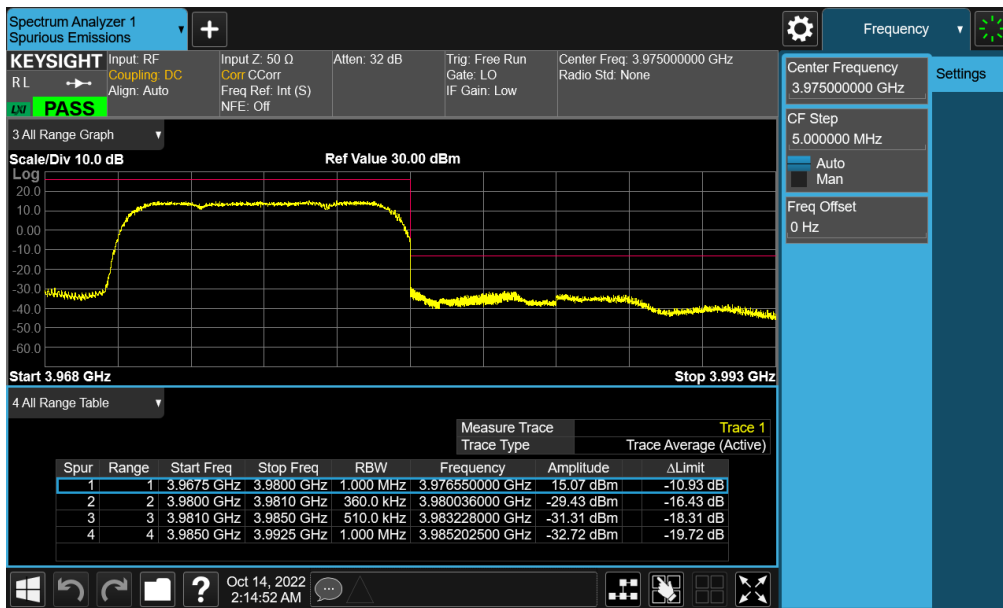 Spectrum Analyzer 1
Spurious Emissions
+
Frequency
KEYSIGHT
R L
LXI
PASS
Input: RF
Coupling: DC
Align: Auto
Input Z: 50 Ω
Corr CCorr
Freq Ref: Int (S)
NFE: Off
Atten: 32 dB
Trig: Free Run
Gate: LO
IF Gain: Low
Center Freq: 3.975000000 GHz
Radio Std: None
Center Frequency
3.975000000 GHz
Settings
CF Step
5.000000 MHz
Auto
Man
Freq Offset
0 Hz
3 All Range Graph
Scale/Div 10.0 dB
Ref Value 30.00 dBm
Log
20.0
10.0
0.00
-10.0
-20.0
-30.0
-40.0
-50.0
-60.0
Start 3.968 GHz
Stop 3.993 GHz
4 All Range Table
Measure Trace Trace 1
Trace Type Trace Average (Active)
Spur Range Start Freq Stop Freq RBW Frequency Amplitude ΔLimit
1 1 3.9675 GHz 3.9800 GHz 1.000 MHz 3.976550000 GHz 15.07 dBm -10.93 dB
2 2 3.9800 GHz 3.9810 GHz 360.0 kHz 3.980036000 GHz -29.43 dBm -16.43 dB
3 3 3.9810 GHz 3.9850 GHz 510.0 kHz 3.983228000 GHz -31.31 dBm -18.31 dB
4 4 3.9850 GHz 3.9925 GHz 1.000 MHz 3.985202500 GHz -32.72 dBm -19.72 dB
?
Oct 14, 2022
2:14:52 AM